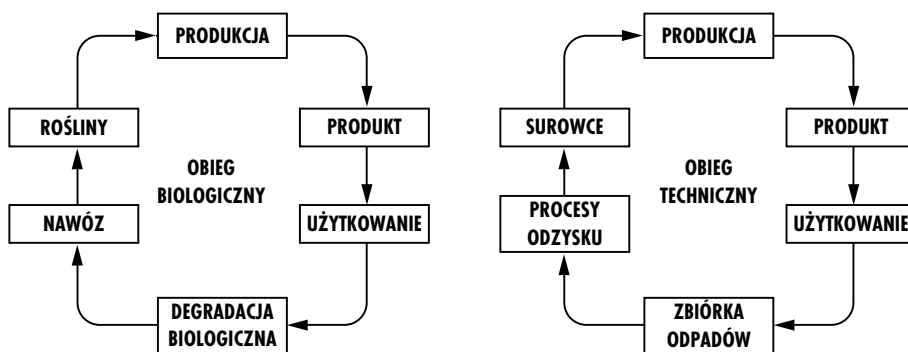 PRODUKCJA
ROŚLINY
PRODUKT
OBIEG
BIOLOGICZNY
NAWÓZ
UŻYTKOWANIE
DEGRADACJA
BIOLOGICZNA
PRODUKCJA
SUROWCE
PRODUKT
OBIEG
TECHNICZNY
PROCESY
ODZYSKU
UŻYTKOWANIE
ZBIÓRKA
ODPADÓW